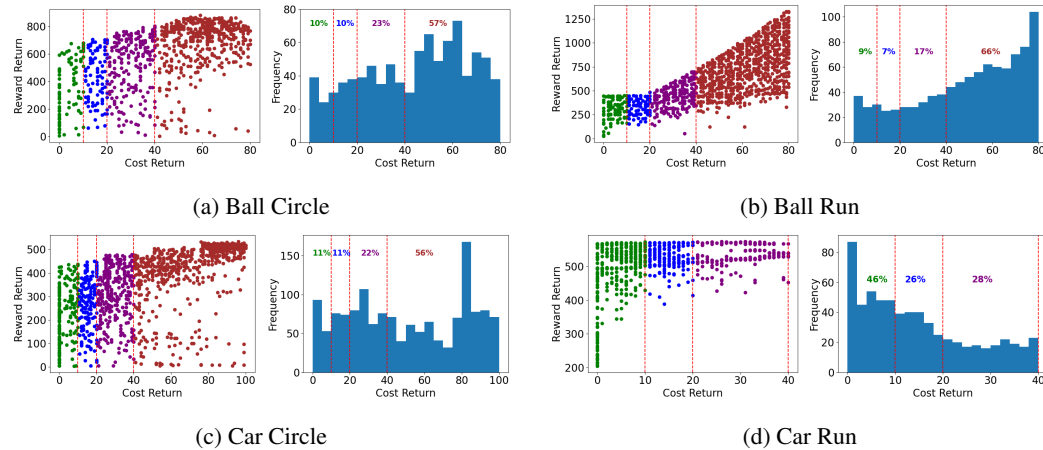 10% 10% 23% 57%
Reward Return
800
600
400
200
0
0 20 40 60 80
Cost Return
Frequency
80
60
40
20
0
0 20 40 60 80
Cost Return
(a) Ball Circle
9% 7% 17% 66%
Reward Return
1250
1000
750
500
250
0
0 20 40 60 80
Cost Return
Frequency
100
80
60
40
20
0
0 20 40 60 80
Cost Return
(b) Ball Run
11% 11% 22% 56%
Reward Return
500
400
300
200
100
0
0 20 40 60 80 100
Cost Return
Frequency
150
100
50
0
0 20 40 60 80 100
Cost Return
(c) Car Circle
46% 26% 28%
Reward Return
500
400
300
200
0 10 20 30 40
Cost Return
Frequency
80
60
40
20
0
0 10 20 30 40
Cost Return
(d) Car Run